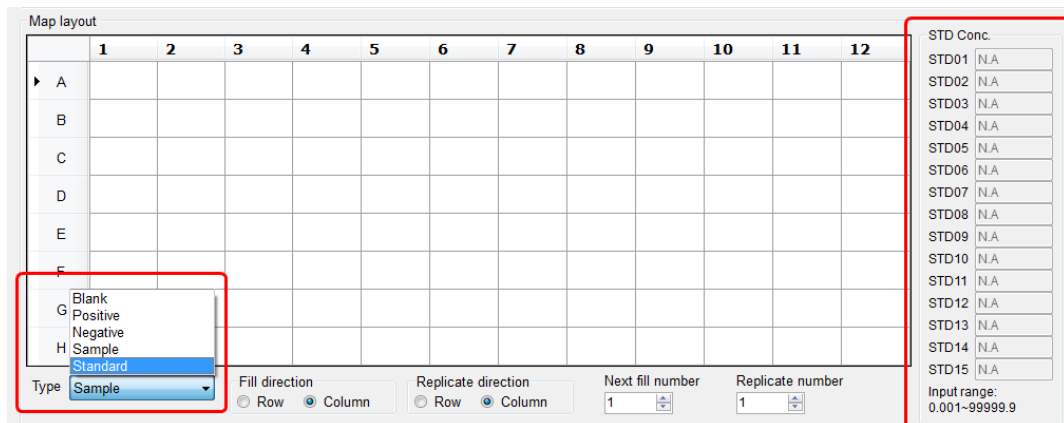 Map layout
1 2 3 4 5 6 7 8 9 10 11 12
A
B
C
D
E
F
G
H
Blank
Positive
Negative
Sample
Standard
Type Sample
Fill direction
Row Column
Replicate direction
Row Column
Next fill number
1
Replicate number
1
STD Conc.
STD01 N.A
STD02 N.A
STD03 N.A
STD04 N.A
STD05 N.A
STD06 N.A
STD07 N.A
STD08 N.A
STD09 N.A
STD10 N.A
STD11 N.A
STD12 N.A
STD13 N.A
STD14 N.A
STD15 N.A
Input range:
0.001~99999.9